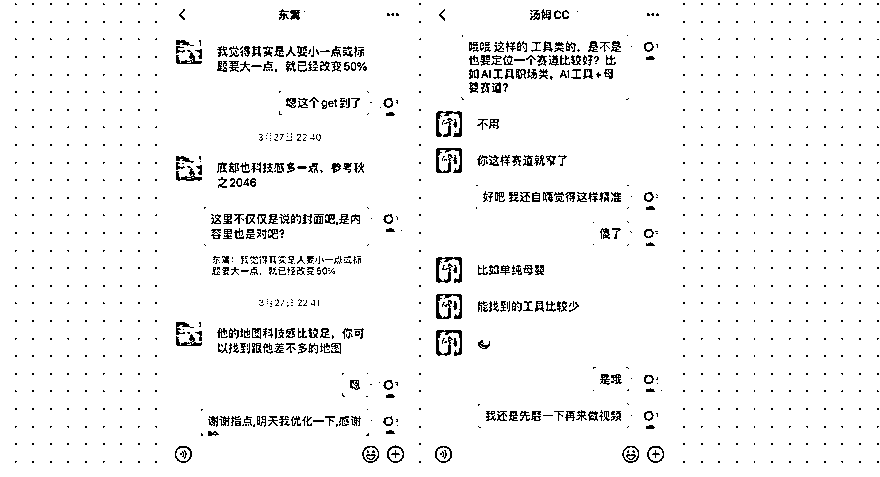 东篱
我觉得其实是人要小一点或标
题要大一点，就已经改变50%
嗯这个get到了
3月27日 22:40
底部也科技感多一点，参考秋
之2046
这里不仅仅是说的封面吧,是内
容里也是对吧?
东篱：我觉得其实是人要小一点或标
题要大一点，就已经改变50%
3月27日 22:41
他的地图科技感比较足，你可
以找到跟他差不多的地图
嗯
谢谢指点,明天我优化一下,感谢
汤姆CC
哦哦 这样的 工具类的，是不是
也要定位一个赛道比较好？比
如AI工具职场类，AI工具+母
婴赛道？
不用
你这样赛道就窄了
好吧 我还自嗨觉得这样精准
傻了
比如单纯母婴
能找到的工具比较少
是哦
我还是先磨一下再来做视频